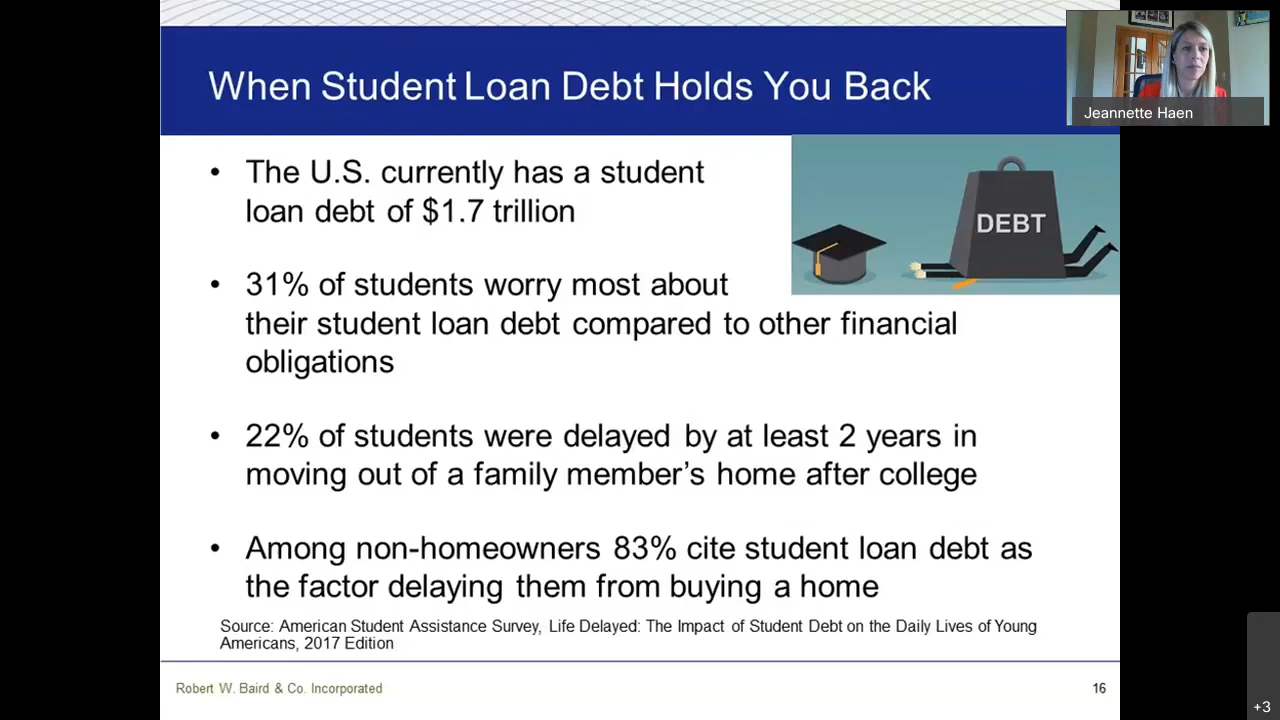 When Student Loan Debt Holds You Back
Jeannette Haen
• The U.S. currently has a student
loan debt of $1.7 trillion
DEBT
• 31% of students worry most about
their student loan debt compared to other financial
obligations
• 22% of students were delayed by at least 2 years in
moving out of a family member’s home after college
• Among non-homeowners 83% cite student loan debt as
the factor delaying them from buying a home
Source: American Student Assistance Survey, Life Delayed: The Impact of Student Debt on the Daily Lives of Young
Americans, 2017 Edition
Robert W. Baird & Co. Incorporated
16
+3